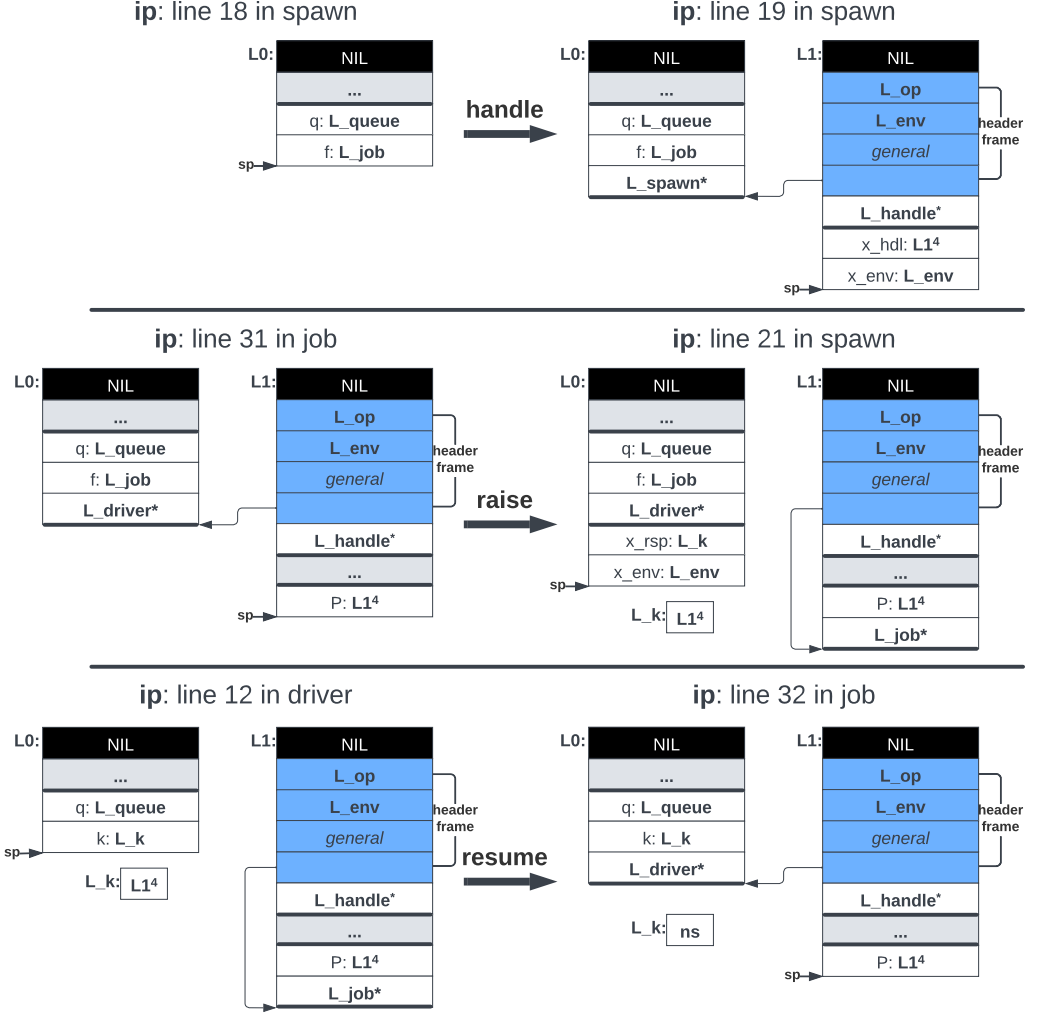 ip: line 18 in spawn
ip: line 19 in spawn
L0:
NIL
...
q: L_queue
f: L_job
sp
handle
L0:
NIL
...
q: L_queue
f: L_job
L_spawn*
L1:
NIL
L_op
L_env
general
header
frame
L_handle*
x_hdl: L1⁴
x_env: L_env
sp
ip: line 31 in job
ip: line 21 in spawn
L0:
NIL
...
q: L_queue
f: L_job
L_driver*
L1:
NIL
L_op
L_env
general
header
frame
L_handle*
...
P: L1⁴
sp
raise
L0:
NIL
...
q: L_queue
f: L_job
L_driver*
x_rsp: L_k
x_env: L_env
sp
L_k: L1⁴
L1:
NIL
L_op
L_env
general
header
frame
L_handle*
...
P: L1⁴
L_job*
ip: line 12 in driver
ip: line 32 in job
L0:
NIL
...
q: L_queue
k: L_k
sp
L_k: L1⁴
L1:
NIL
L_op
L_env
general
header
frame
L_handle*
...
P: L1⁴
L_job*
resume
L0:
NIL
...
q: L_queue
k: L_k
L_driver*
L_k: ns
L1:
NIL
L_op
L_env
general
header
frame
L_handle*
...
P: L1⁴
sp